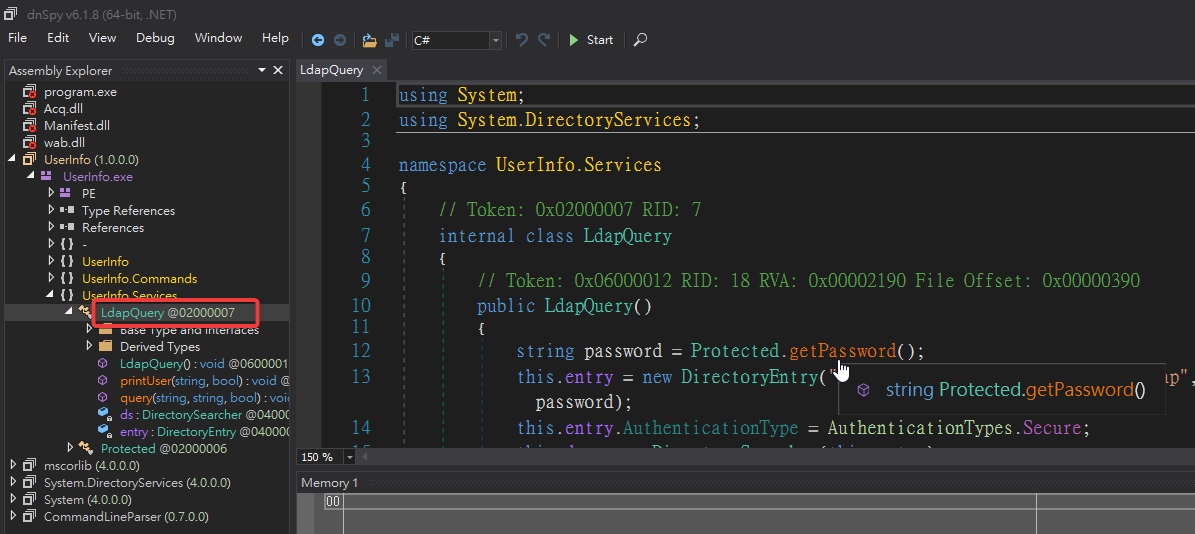 dnSpy v6.1.8 (64-bit, .NET)
File Edit View Debug Window Help C# Start
Assembly Explorer
program.exe
Acq.dll
Manifest.dll
wab.dll
UserInfo (1.0.0.0)
UserInfo.exe
PE
Type References
References
{ } -
{ } UserInfo
{ } UserInfo.Commands
{ } UserInfo.Services
LdapQuery @02000007
Base Type and Interfaces
Derived Types
LdapQuery() : void @0600001
printUser(string, bool) : void @
query(string, string, bool) : voi
ds : DirectorySearcher @04000
entry : DirectoryEntry @040000
Protected @02000006
mscorlib (4.0.0.0)
System.DirectoryServices (4.0.0.0)
System (4.0.0.0)
CommandLineParser (0.7.0.0)
LdapQuery
1 using System;
2 using System.DirectoryServices;
3
4 namespace UserInfo.Services
5 {
6 // Token: 0x02000007 RID: 7
7 internal class LdapQuery
8 {
9 // Token: 0x06000012 RID: 18 RVA: 0x00002190 File Offset: 0x00000390
10 public LdapQuery()
11 {
12 string password = Protected.getPassword();
13 this.entry = new DirectoryEntry(" ap",
password);
string Protected.getPassword()
14 this.entry.AuthenticationType = AuthenticationTypes.Secure;
150 %
Memory 1
00